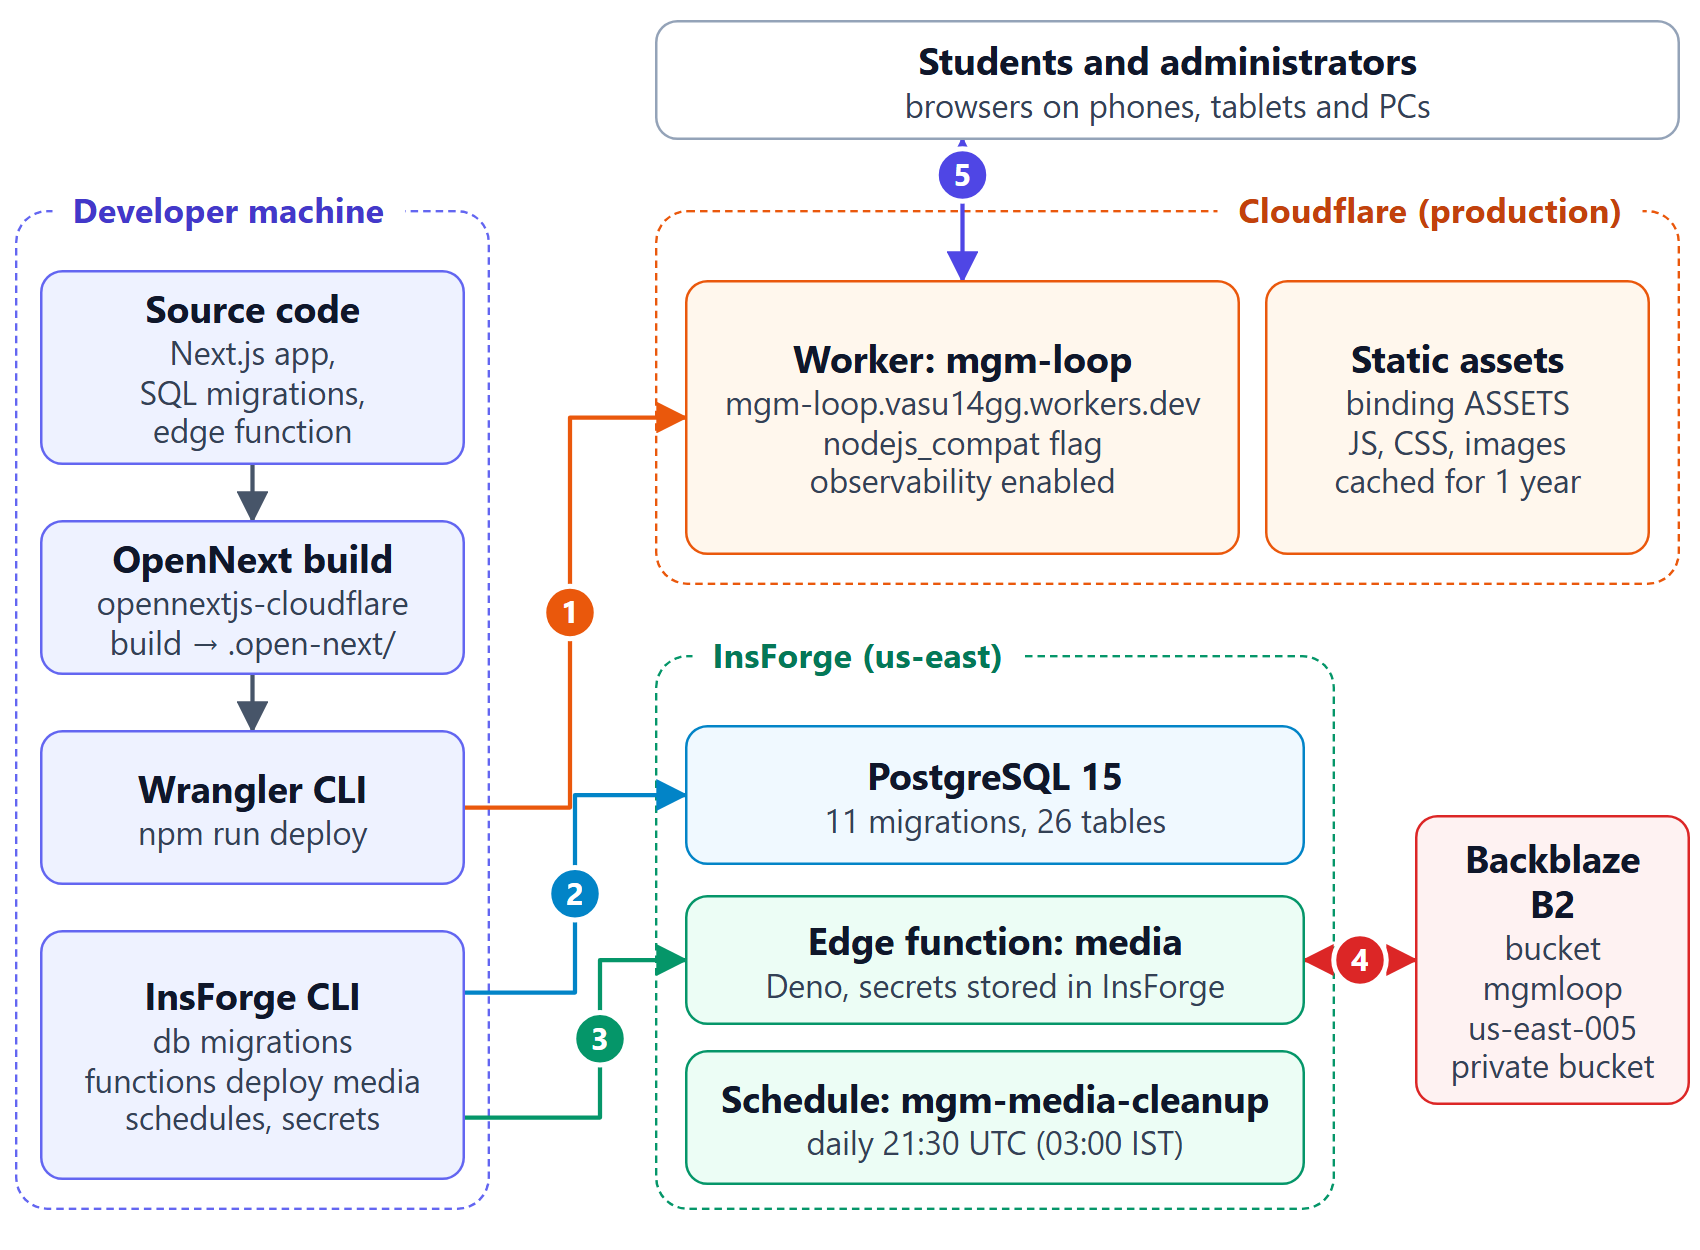 Students and administrators
browsers on phones, tablets and PCs
5
Developer machine
Source code
Next.js app,
SQL migrations,
edge function
OpenNext build
opennextjs-cloudflare
build → .open-next/
Wrangler CLI
npm run deploy
InsForge CLI
db migrations
functions deploy media
schedules, secrets
1
2
3
Cloudflare (production)
Worker: mgm-loop
mgm-loop.vasu14gg.workers.dev
nodejs_compat flag
observability enabled
Static assets
binding ASSETS
JS, CSS, images
cached for 1 year
InsForge (us-east)
PostgreSQL 15
11 migrations, 26 tables
Edge function: media
Deno, secrets stored in InsForge
Schedule: mgm-media-cleanup
daily 21:30 UTC (03:00 IST)
4
Backblaze
B2
bucket
mgmloop
us-east-005
private bucket